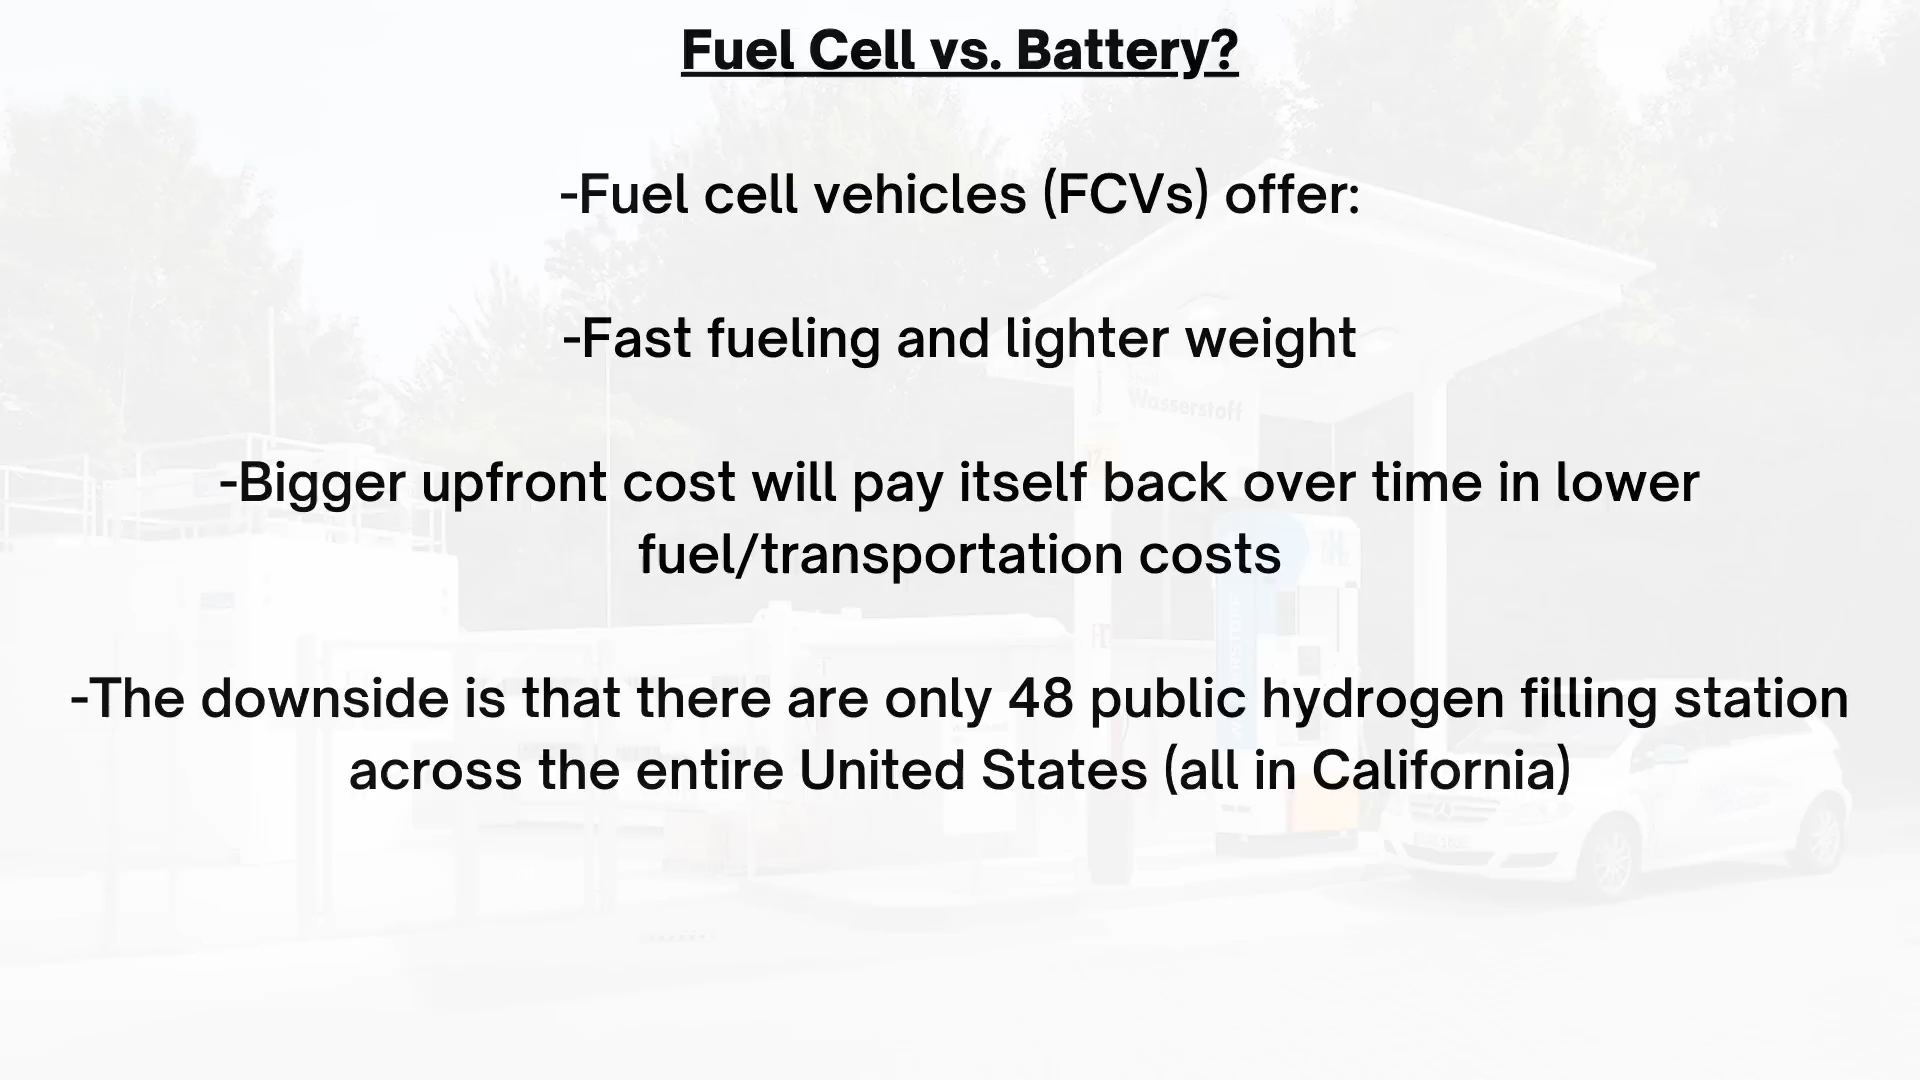 Fuel Cell vs. Battery?
-Fuel cell vehicles (FCVs) offer:
-Fast fueling and lighter weight
-Bigger upfront cost will pay itself back over time in lower
fuel/transportation costs
-The downside is that there are only 48 public hydrogen filling station
across the entire United States (all in California)
Wasserstoff
H₂